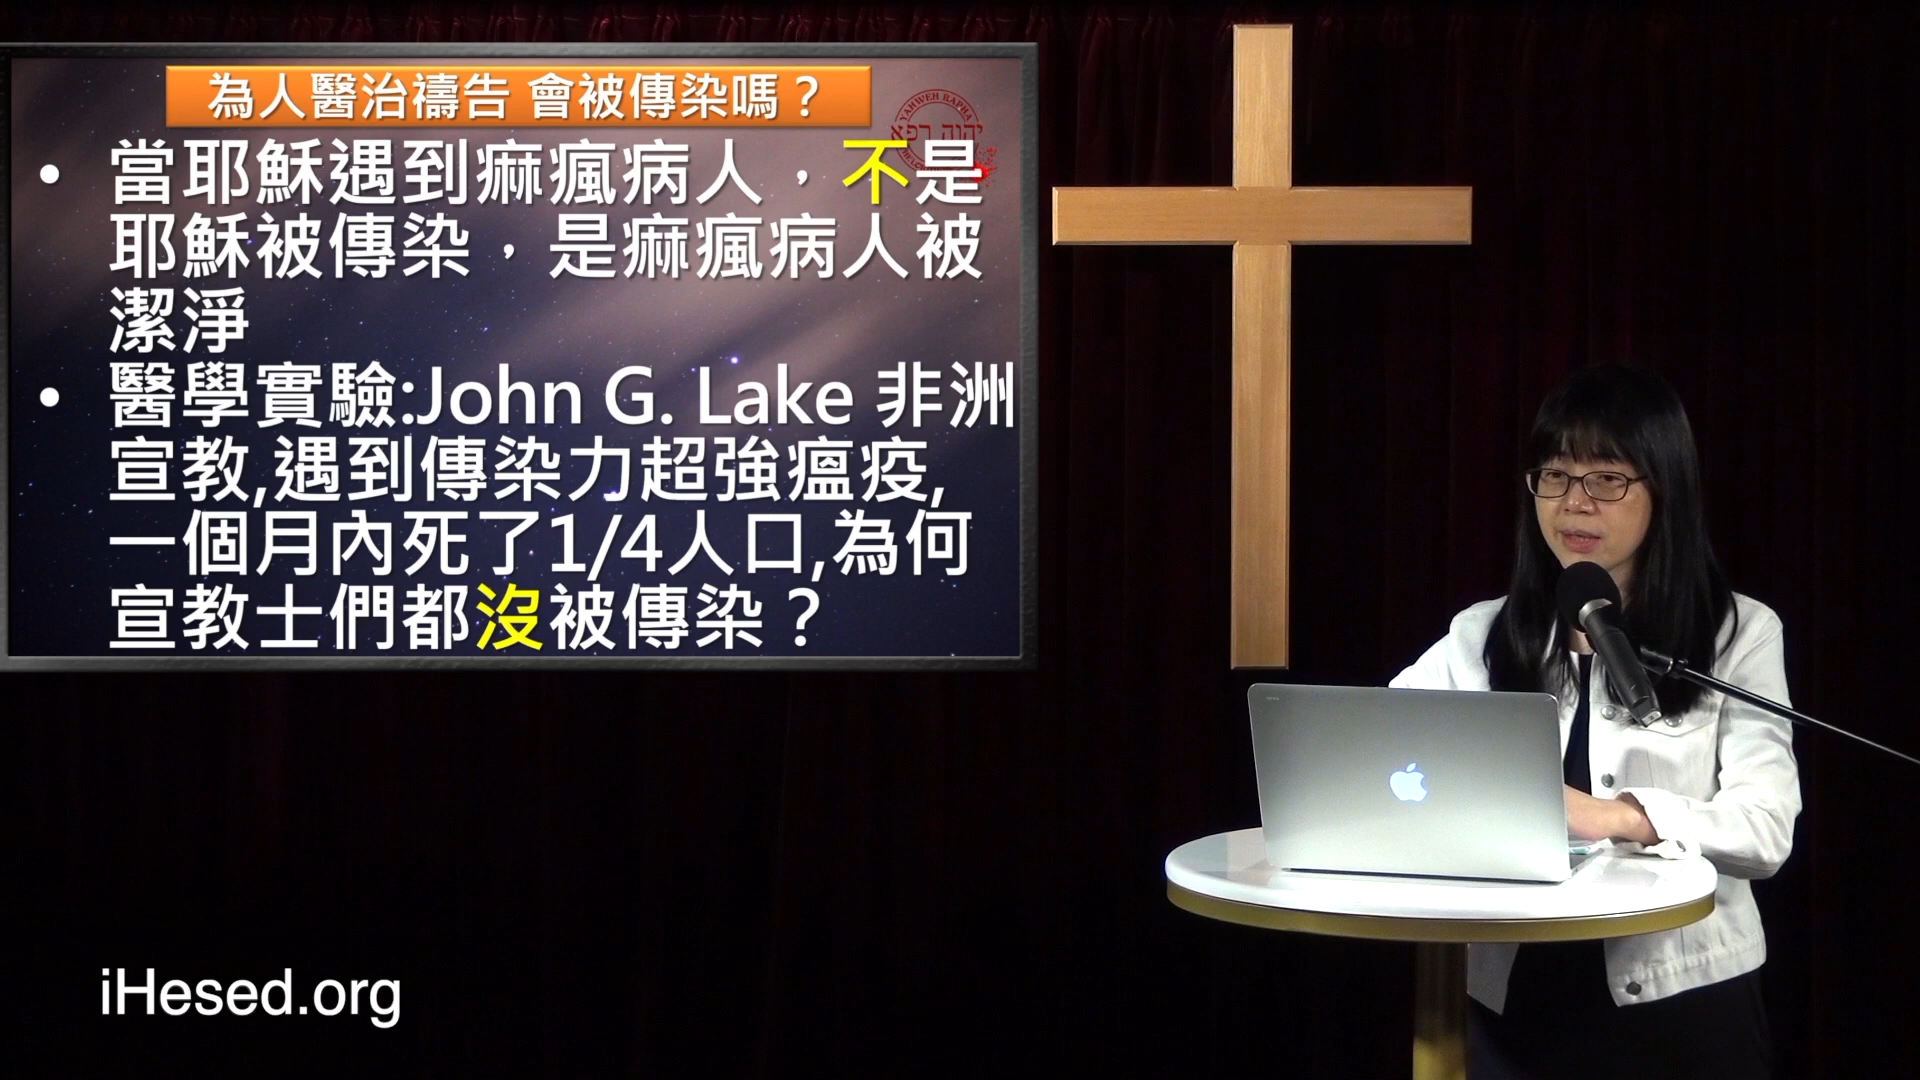 為人醫治禱告 會被傳染嗎？
YAHWEH RAPHA
יהוה רפא
• 當耶穌遇到痲瘋病人，不是
耶穌被傳染，是痲瘋病人被
潔淨
• 醫學實驗:John G. Lake 非洲
宣教,遇到傳染力超強瘟疫,
一個月內死了1/4人口,為何
宣教士們都沒被傳染？
iHesed.org